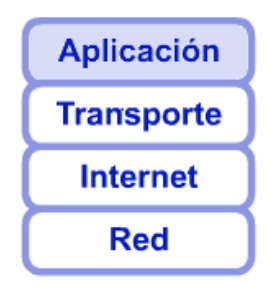 Aplicación
Transporte
Internet
Red